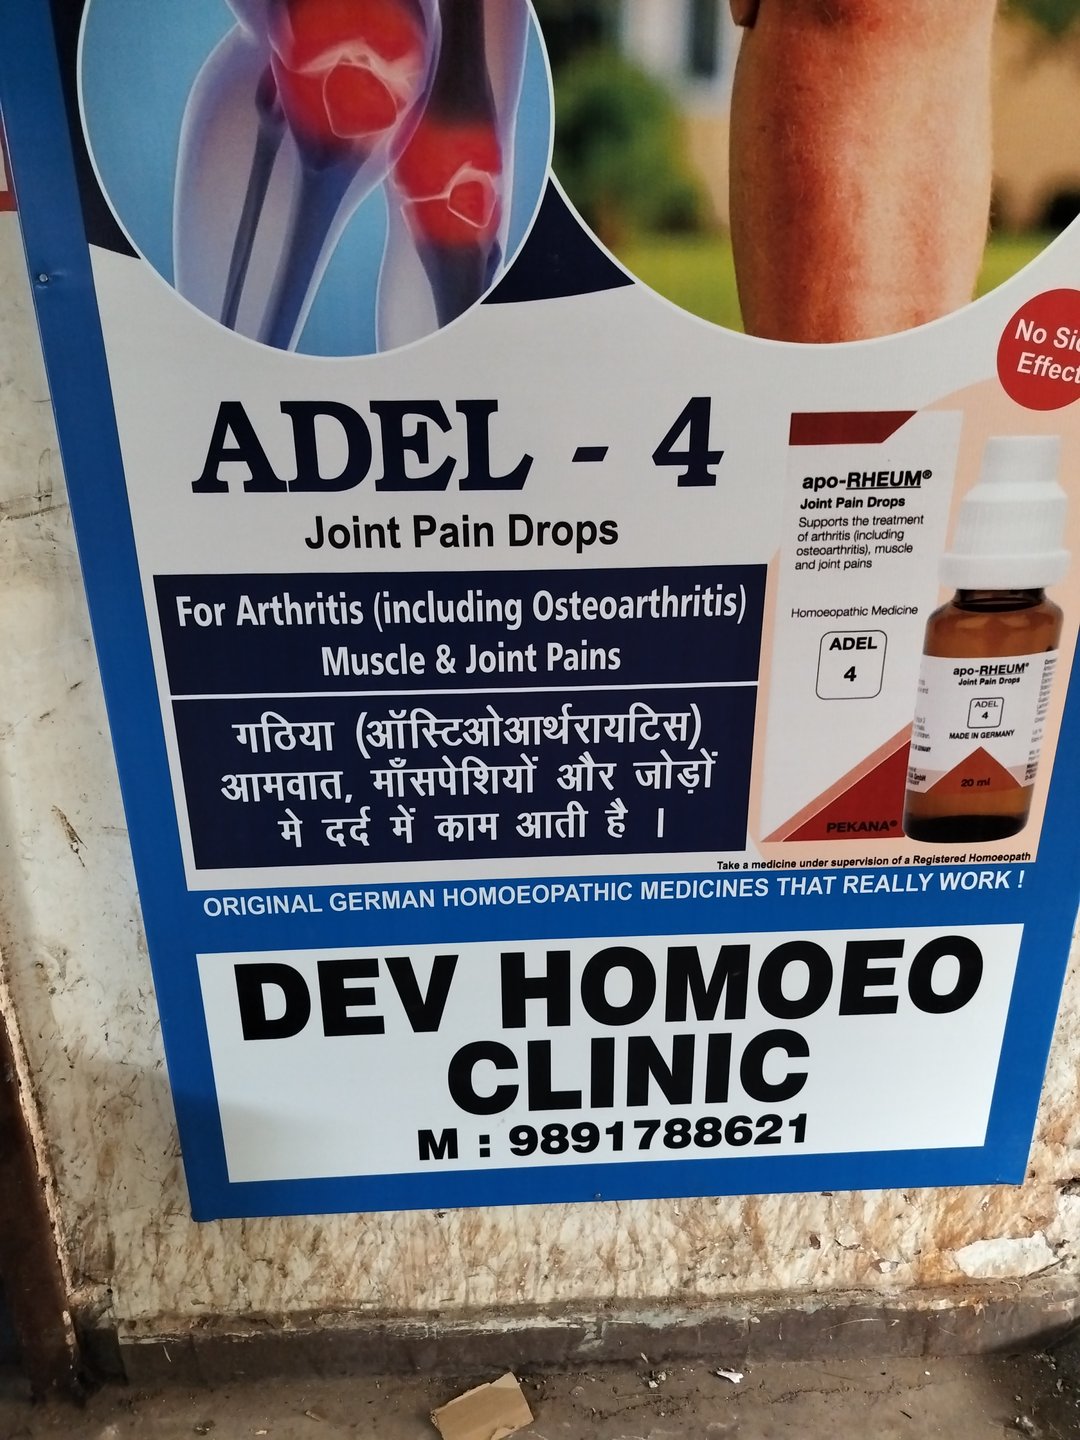 No
Effect
ADEL - 4
Joint Pain Drops
For Arthritis (including Osteoarthritis)
Muscle & Joint Pains
गठिया (ऑस्टिओआर्थरायटिस)
आमवात, माँसपेशियों और जोड़ों
मे दर्द में काम आती है ।
apo-RHEUM®
Joint Pain Drops
Supports the treatment
of arthritis (including
osteoarthritis), muscle
and joint pains
Homoeopathic Medicine
ADEL
4
PEKANA®
apo-RHEUM®
Joint Pain Drops
ADEL
4
MADE IN GERMANY
20 ml
Take a medicine under supervision of a Registered Homoeopath
ORIGINAL GERMAN HOMOEOPATHIC MEDICINES THAT REALLY WORK !
DEV HOMOEO
CLINIC
M : 9891788621